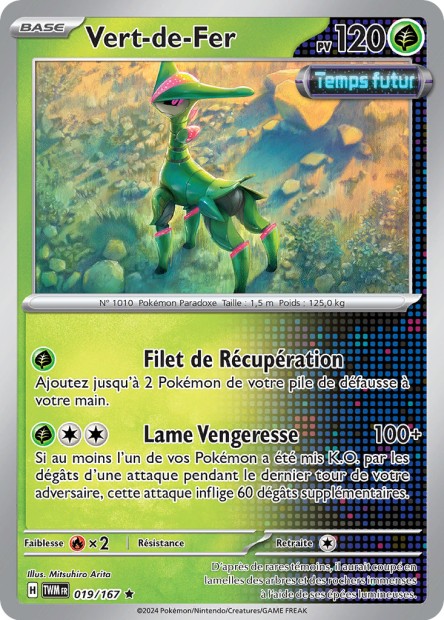 BASE
Vert-de-Fer
PV 120
Temps futur
N° 1010 Pokémon Paradoxe Taille : 1,5 m Poids : 125,0 kg
Filet de Récupération
Ajoutez jusqu'à 2 Pokémon de votre pile de défausse à
votre main.
Lame Vengeresse 100+
Si au moins l'un de vos Pokémon a été mis K.O. par les
dégâts d'une attaque pendant le dernier tour de votre
adversaire, cette attaque inflige 60 dégâts supplémentaires.
Faiblesse ×2 Résistance Retraite
D'après de rares témoins, il aurait coupé en
lamelles des arbres et des rochers immenses
à l'aide de ses épées lumineuses.
Illus. Mitsuhiro Arita
H TWM FR 019/167 ★
©2024 Pokémon/Nintendo/Creatures/GAME FREAK